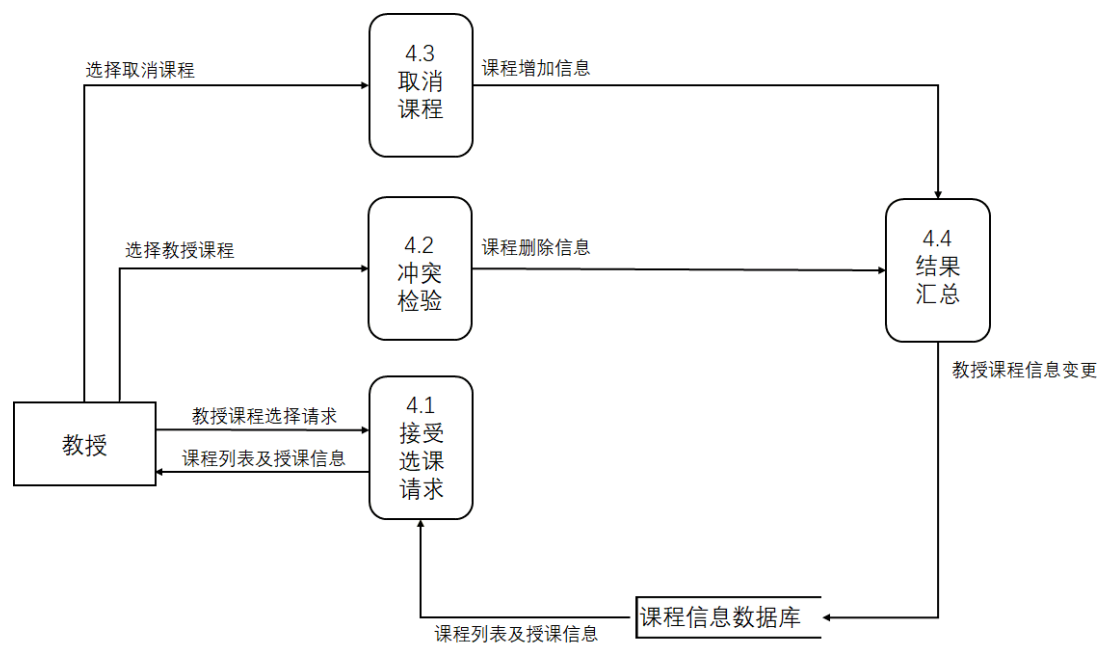 4.3
取消
课程
选择取消课程
课程增加信息
4.2
冲突
检验
选择教授课程
课程删除信息
4.4
结果
汇总
教授课程信息变更
4.1
接受
选课
请求
教授课程选择请求
教授
课程列表及授课信息
课程信息数据库
课程列表及授课信息